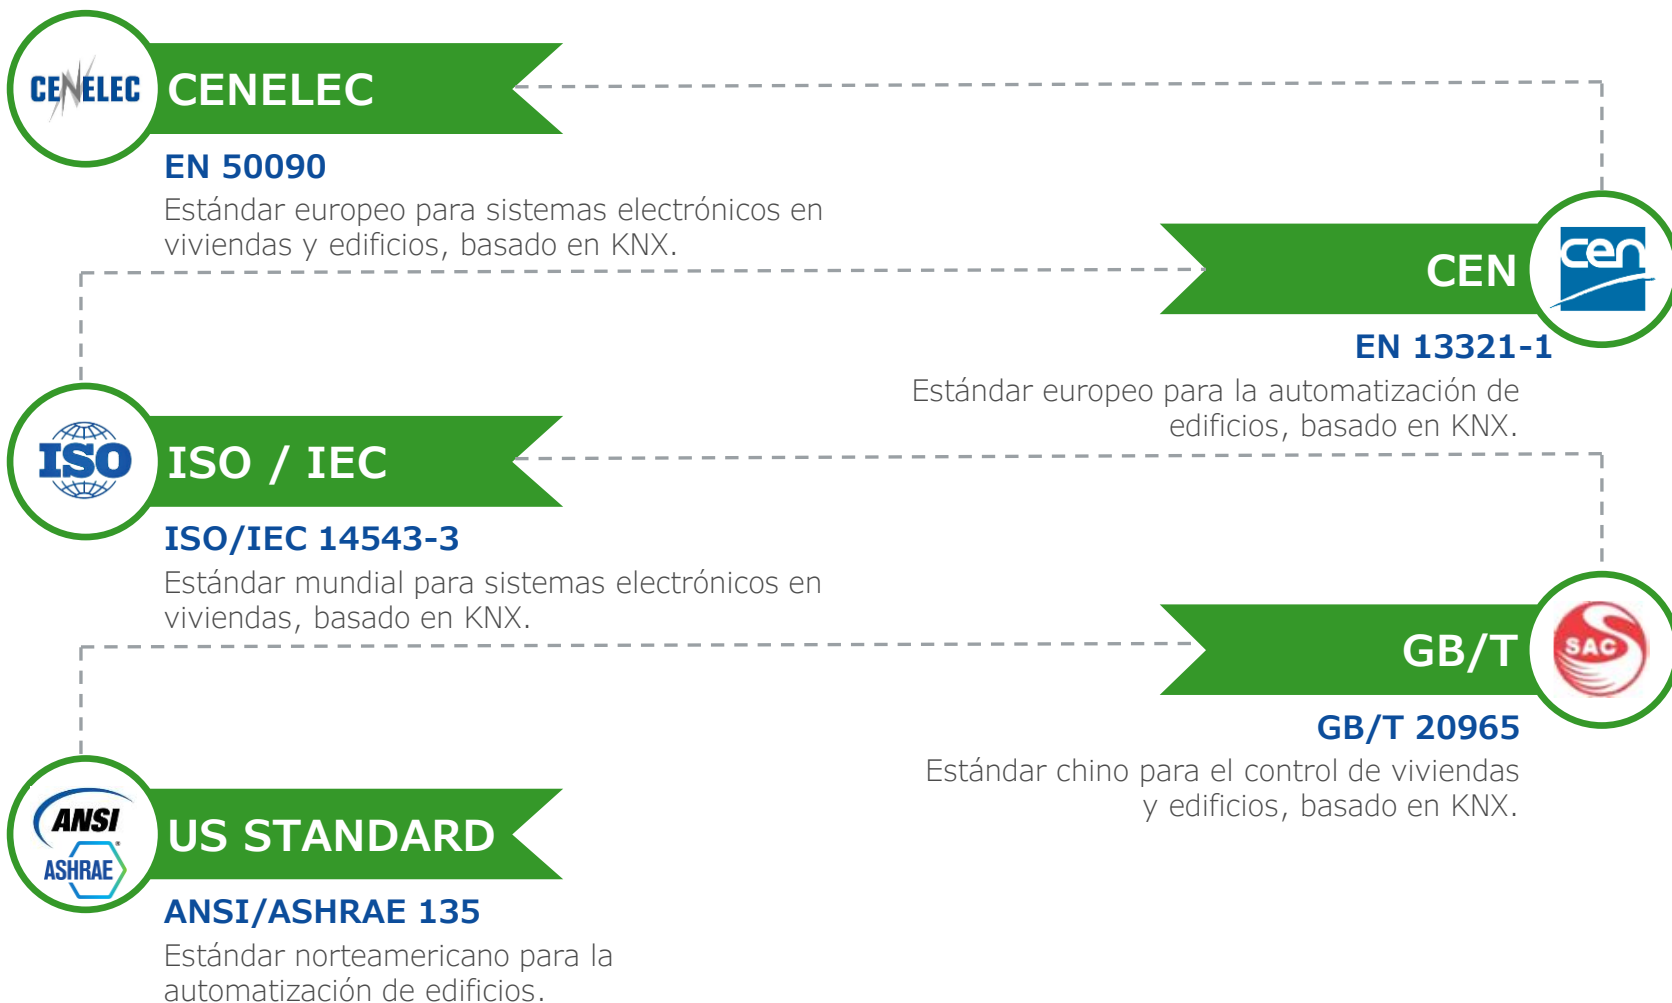 CENELEC
CENELEC
EN 50090
Estándar europeo para sistemas electrónicos en
viviendas y edificios, basado en KNX.
CEN
cen
EN 13321-1
Estándar europeo para la automatización de
edificios, basado en KNX.
ISO
ISO / IEC
ISO/IEC 14543-3
Estándar mundial para sistemas electrónicos en
viviendas, basado en KNX.
GB/T
SAC
GB/T 20965
Estándar chino para el control de viviendas
y edificios, basado en KNX.
ANSI
ASHRAE
US STANDARD
ANSI/ASHRAE 135
Estándar norteamericano para la
automatización de edificios.